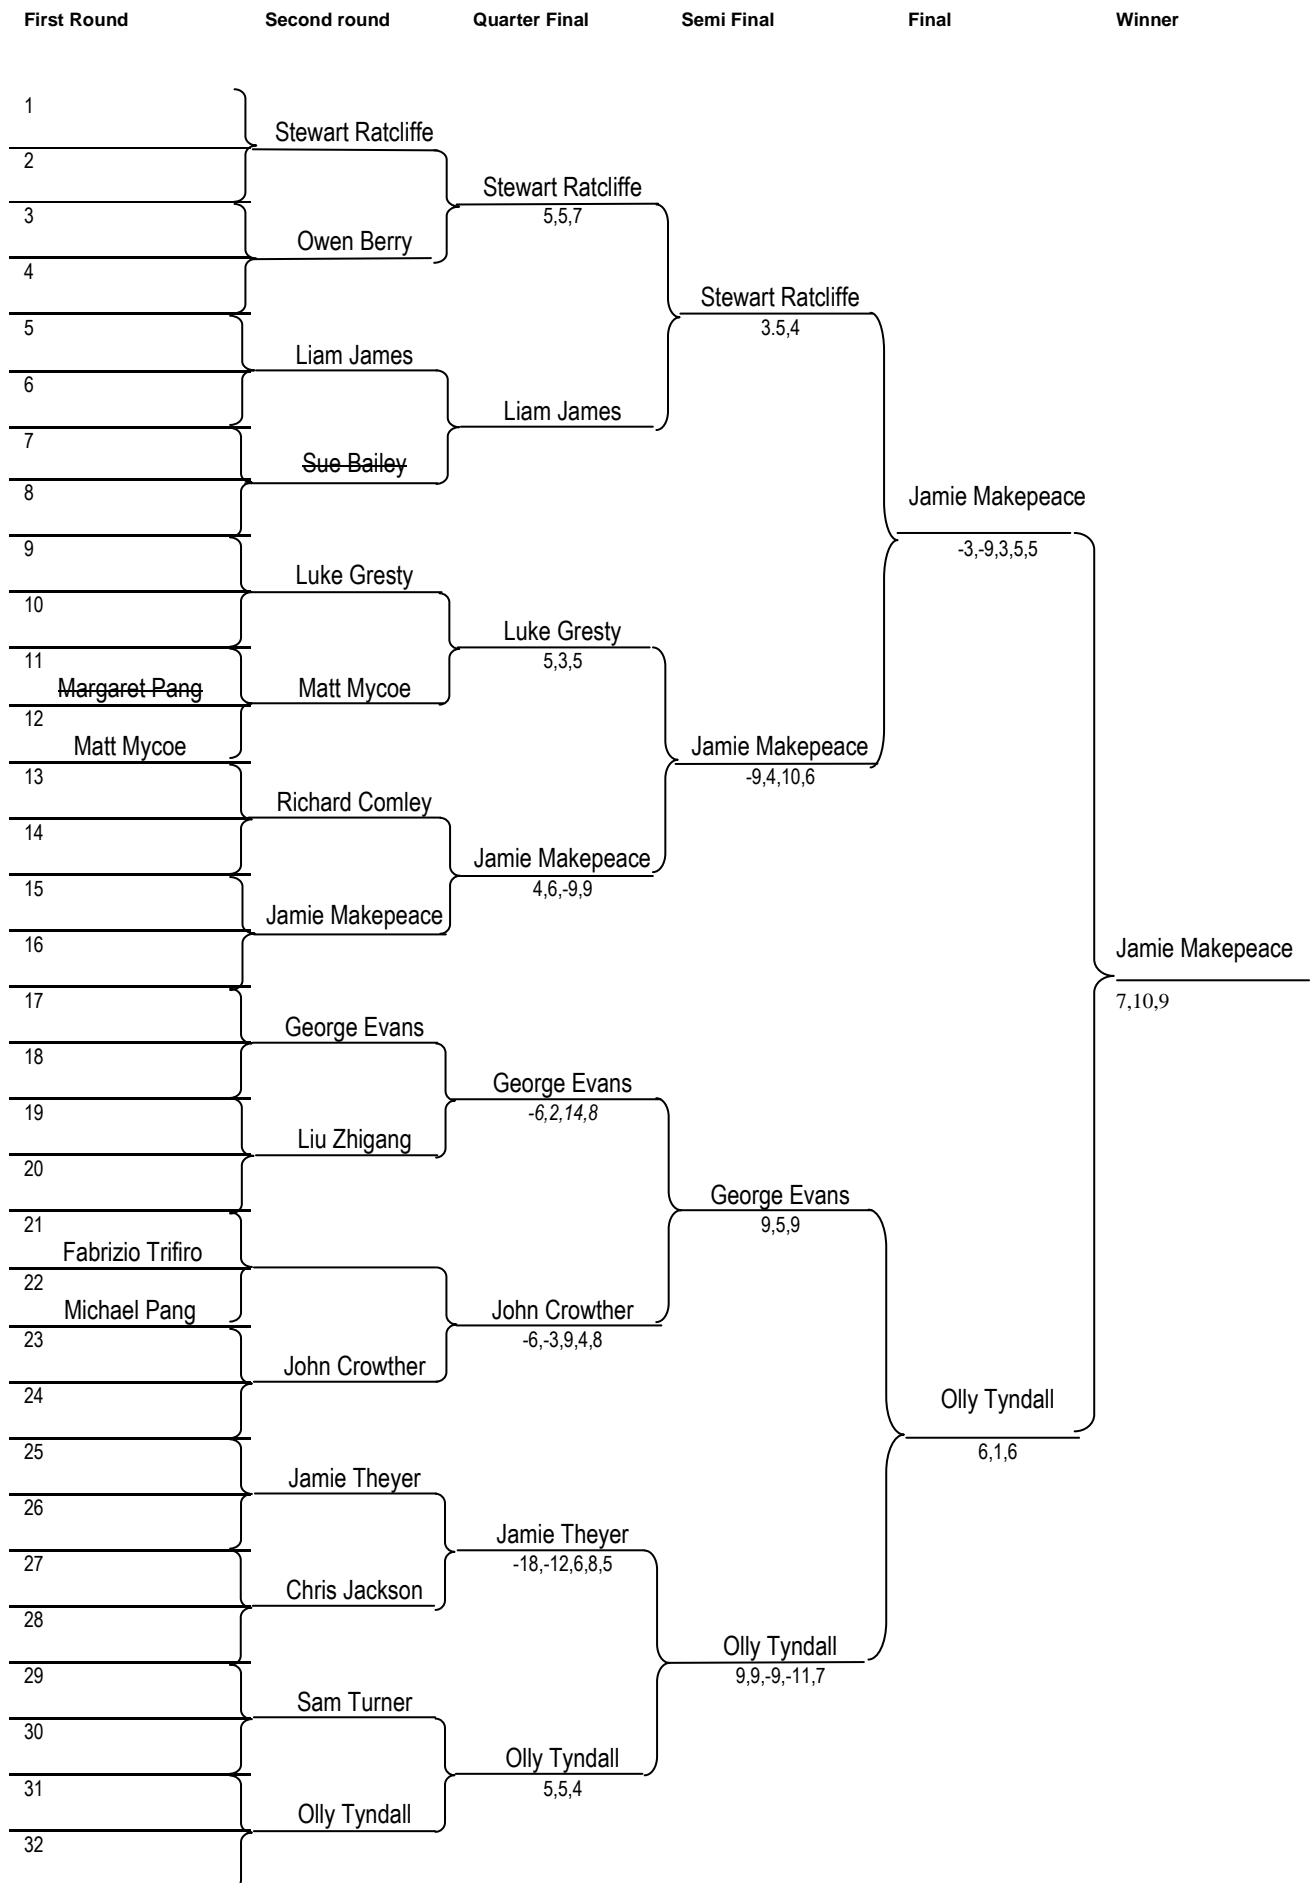 First Round Second round Quarter Final Semi Final Final Winner
1
Stewart Ratcliffe
2
Stewart Ratcliffe
3
5,5,7
Owen Berry
4
Stewart Ratcliffe
5
3.5,4
Liam James
6
Liam James
7
Sue Bailey
8
Jamie Makepeace
9
-3,-9,3,5,5
Luke Gresty
10
Luke Gresty
11
5,3,5
Margaret Pang
Matt Mycoe
12
Matt Mycoe
Jamie Makepeace
13
-9,4,10,6
Richard Comley
14
Jamie Makepeace
15
4,6,-9,9
Jamie Makepeace
16
Jamie Makepeace
17
7,10,9
George Evans
18
George Evans
19
-6,2,14,8
Liu Zhigang
20
George Evans
21
9,5,9
Fabrizio Trifiro
22
Michael Pang
John Crowther
23
-6,-3,9,4,8
John Crowther
24
Olly Tyndall
25
6,1,6
Jamie Theyer
26
Jamie Theyer
27
-18,-12,6,8,5
Chris Jackson
28
Olly Tyndall
29
9,9,-9,-11,7
Sam Turner
30
Olly Tyndall
31
5,5,4
Olly Tyndall
32